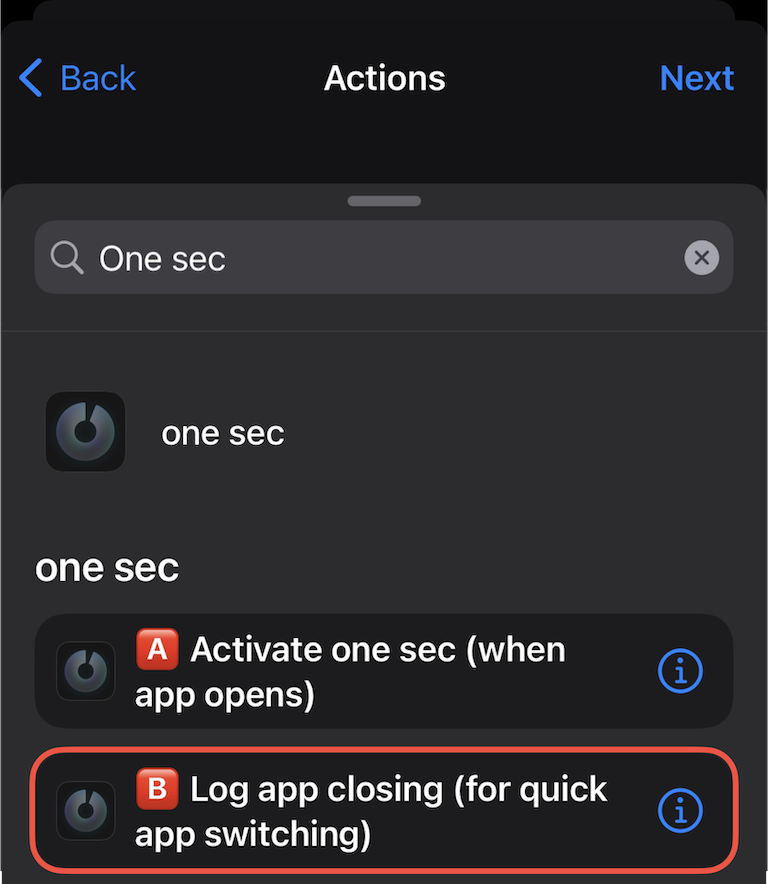 Back Actions Next
One sec
one sec
one sec
🅰 Activate one sec (when
app opens)
🅱 Log app closing (for quick
app switching)